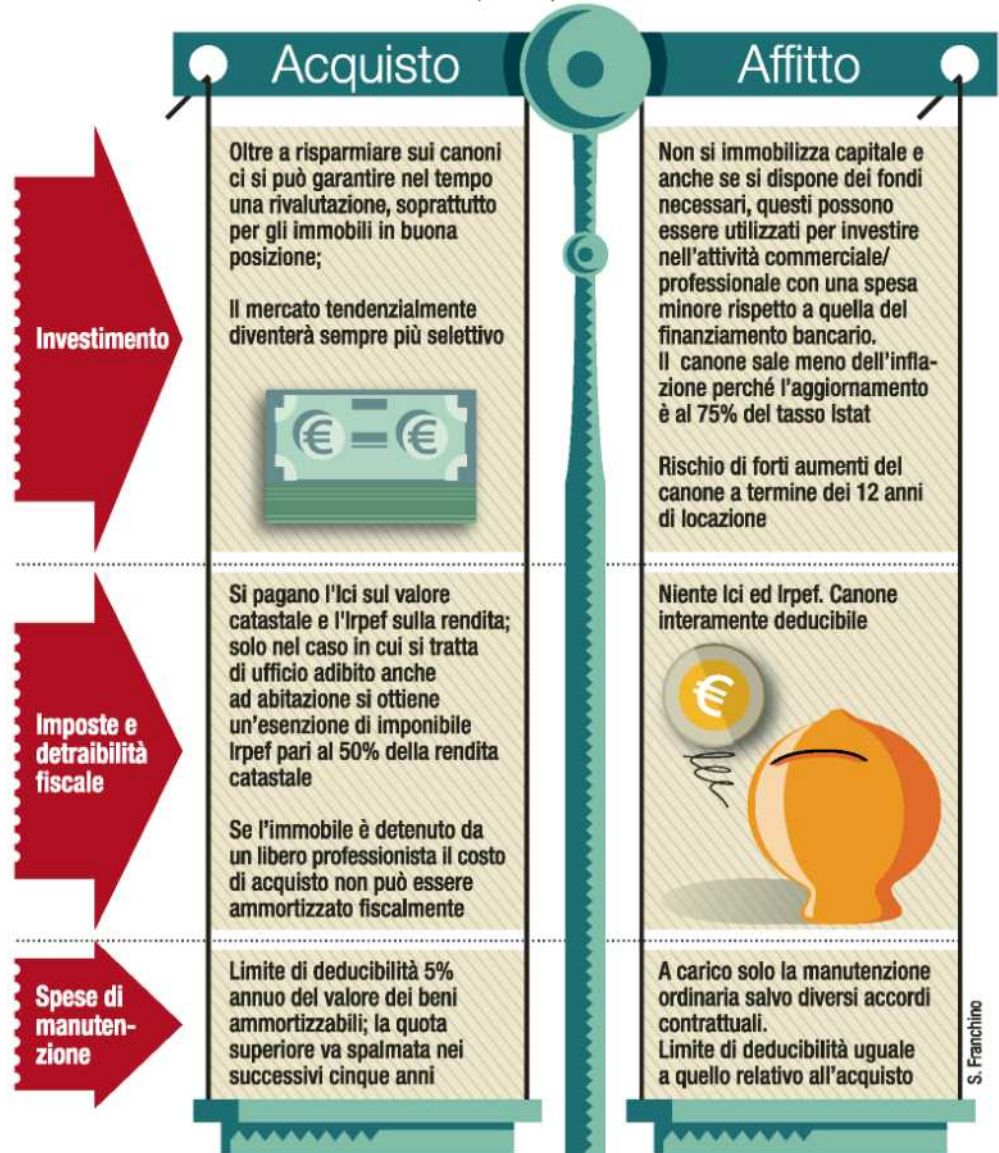 Acquisto
Affitto
Investimento
Oltre a risparmiare sui canoni
ci si può garantire nel tempo
una rivalutazione, soprattutto
per gli immobili in buona
posizione;
Il mercato tendenzialmente
diventerà sempre più selettivo
€ €
Non si immobilizza capitale e
anche se si dispone dei fondi
necessari, questi possono
essere utilizzati per investire
nell'attività commerciale/
professionale con una spesa
minore rispetto a quella del
finanziamento bancario.
Il canone sale meno dell'infla-
zione perché l'aggiornamento
è al 75% del tasso Istat
Rischio di forti aumenti del
canone a termine dei 12 anni
di locazione
Imposte e
detraibilità
fiscale
Si pagano l'Ici sul valore
catastale e l'Irpef sulla rendita;
solo nel caso in cui si tratta
di ufficio adibito anche
ad abitazione si ottiene
un'esenzione di imponibile
Irpef pari al 50% della rendita
catastale
Se l'immobile è detenuto da
un libero professionista il costo
di acquisto non può essere
ammortizzato fiscalmente
Niente Ici ed Irpef. Canone
interamente deducibile
€
Spese di
manuten-
zione
Limite di deducibilità 5%
annuo del valore dei beni
ammortizzabili; la quota
superiore va spalmata nei
successivi cinque anni
A carico solo la manutenzione
ordinaria salvo diversi accordi
contrattuali.
Limite di deducibilità uguale
a quello relativo all'acquisto
S. Franchino